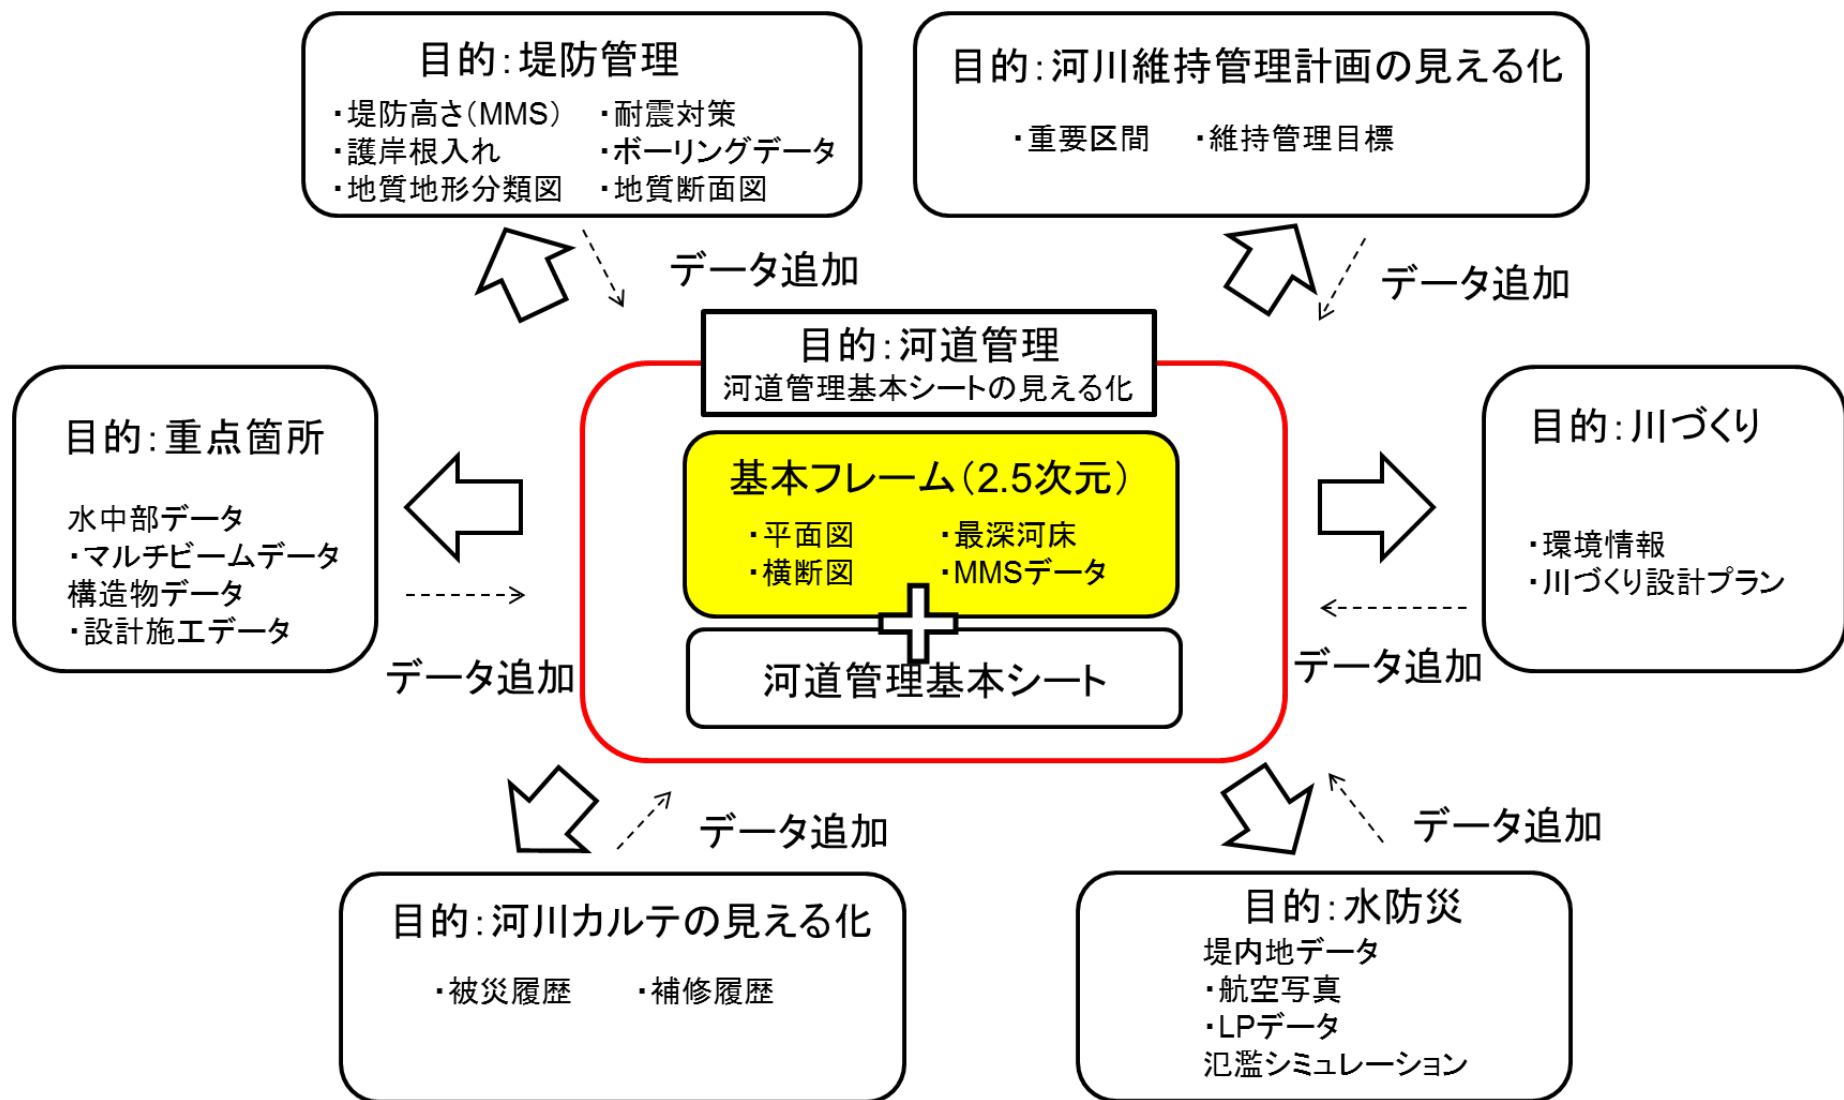 目的：堤防管理
・堤防高さ（MMS）　・耐震対策
・護岸根入れ　・ボーリングデータ
・地質地形分類図　・地質断面図
目的：河川維持管理計画の見える化
・重要区間　・維持管理目標
データ追加
データ追加
目的：河道管理
河道管理基本シートの見える化
目的：重点箇所
水中部データ
・マルチビームデータ
構造物データ
・設計施工データ
データ追加
基本フレーム（2.5次元）
・平面図　・最深河床
・横断図　・MMSデータ
河道管理基本シート
目的：川づくり
・環境情報
・川づくり設計プラン
データ追加
データ追加
データ追加
目的：河川カルテの見える化
・被災履歴　・補修履歴
目的：水防災
堤内地データ
・航空写真
・LPデータ
氾濫シミュレーション